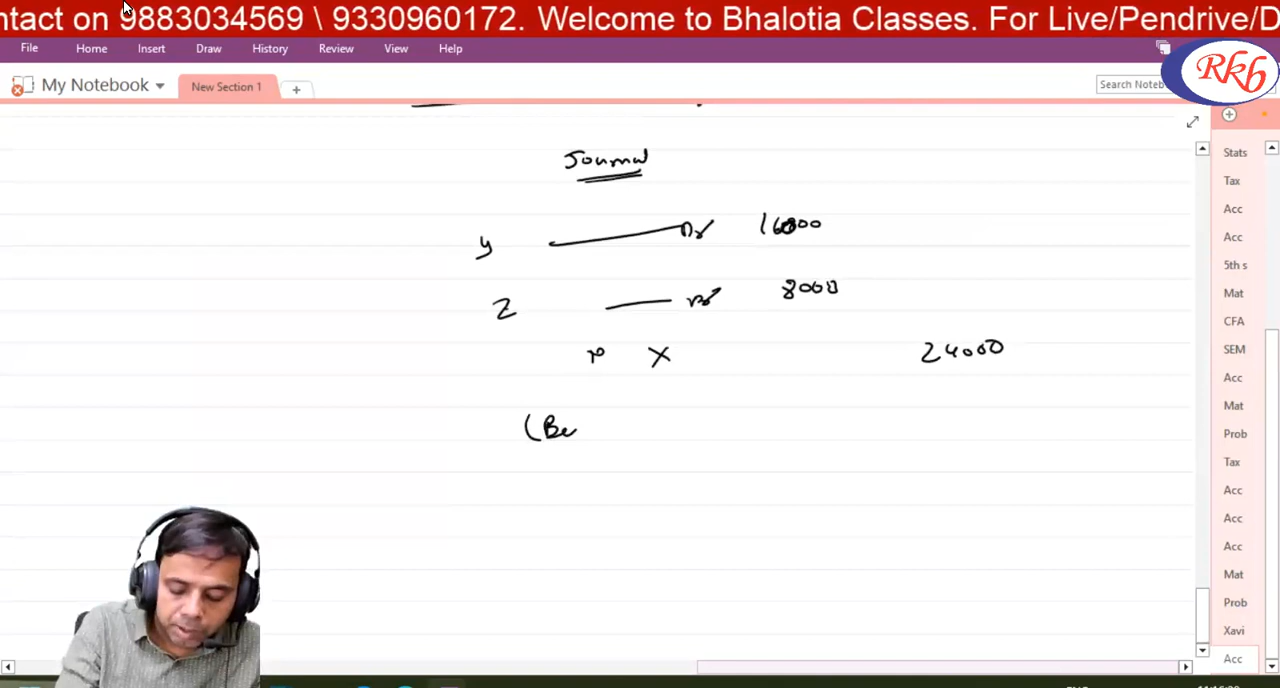 ntact on 9883034569 \ 9330960172. Welcome to Bhalotia Classes. For Live/Pendrive/D
File Home Insert Draw History Review View Help
Rkb
My Notebook New Section 1 +
Search Noteb
Journal
y Dr 16000
Z Dr 8000
To X 24000
(Be
Stats
Tax
Acc
Acc
5th s
Mat
CFA
SEM
Acc
Mat
Prob
Tax
Acc
Acc
Acc
Mat
Prob
Xavi
Acc